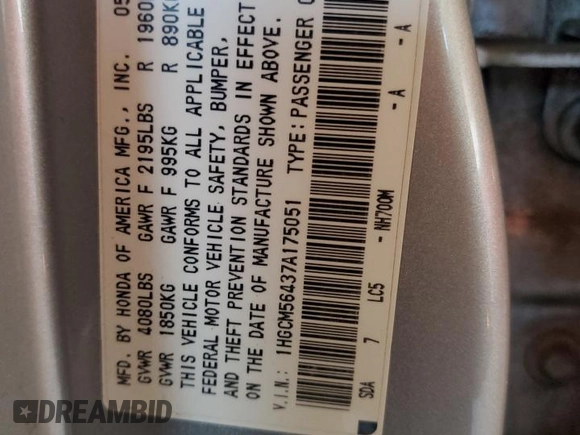 MFD. BY HONDA OF AMERICA MFG., INC. 05
GVWR 4080LBS GAWR F 2195LBS R 1960
GVWR 1850KG GAWR F 995KG R 890K
THIS VEHICLE CONFORMS TO ALL APPLICABLE
FEDERAL MOTOR VEHICLE SAFETY, BUMPER,
AND THEFT PREVENTION STANDARDS IN EFFECT
ON THE DATE OF MANUFACTURE SHOWN ABOVE.
V.I.N.: 1HGCM56437A175051 TYPE: PASSENGER
SDA 7 LC5 NH700M - A - A
DREAMBID